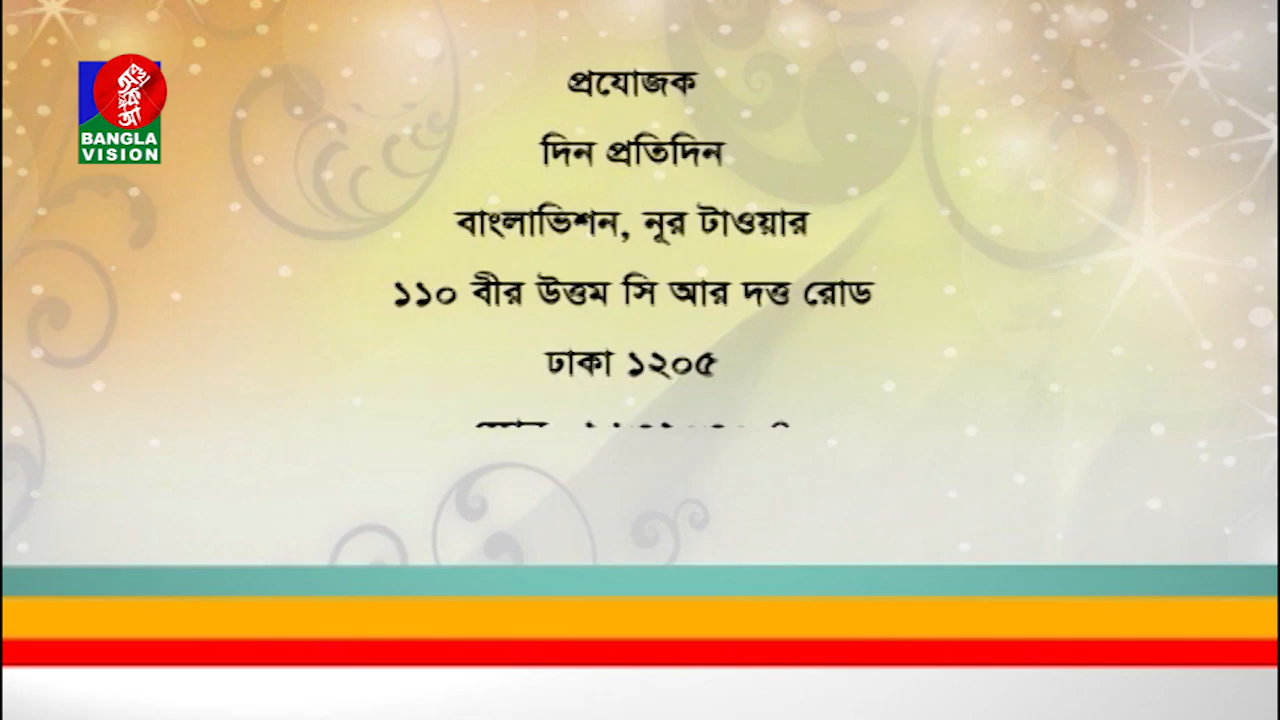 BANGLA
VISION
প্রযোজক
দিন প্রতিদিন
বাংলাভিশন, নূর টাওয়ার
১১০ বীর উত্তম সি আর দত্ত রোড
ঢাকা ১২০৫